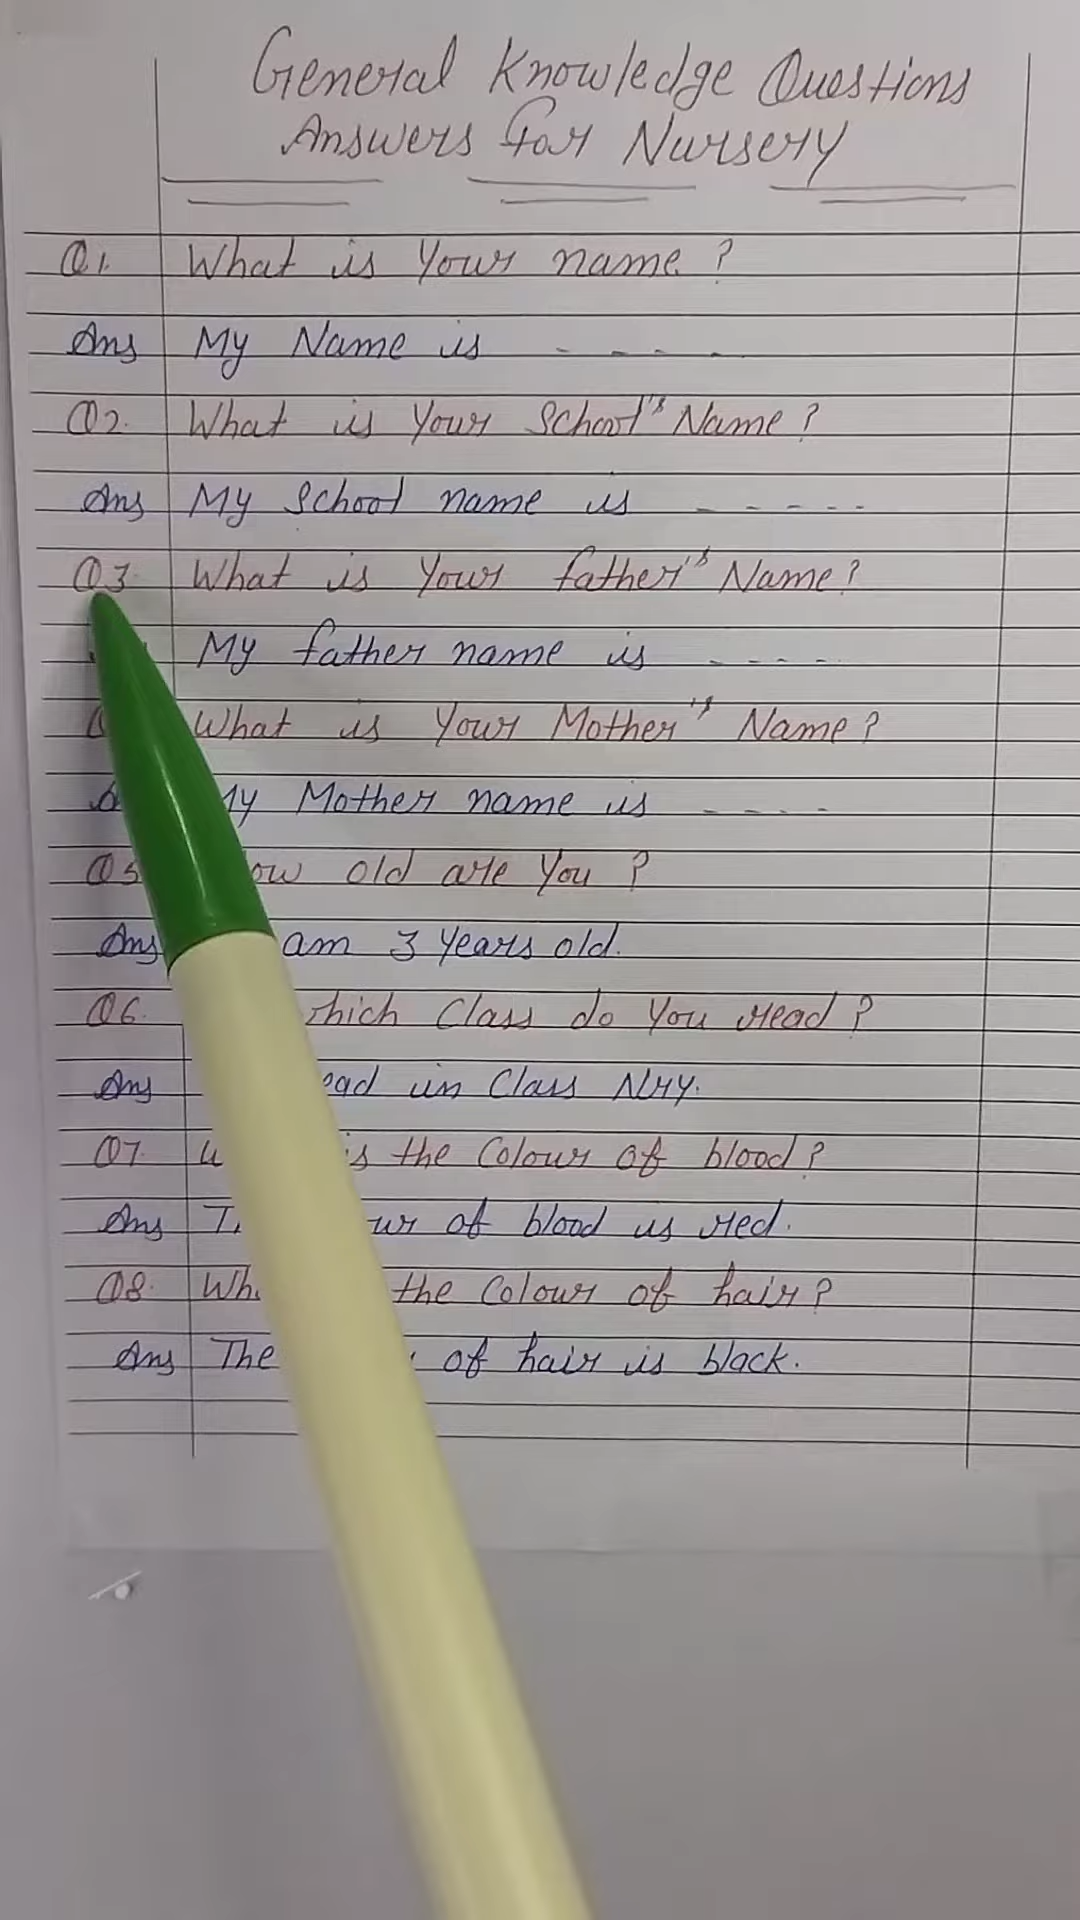 General Knowledge Questions
Answers For Nursery
Q1. What is Your name ?
Ans My Name is - - - -
Q2. What is Your School's Name ?
Ans My School name is - - - - -
Q3. What is Your father's Name ?
My father name is - - - -
What is Your Mother's Name ?
My Mother name is - - - -
Q5 old are You ?
Ans am 3 Years old.
Q6. Class do You read ?
Ans in Class Nry.
Q7. is the Colour of blood ?
Ans of blood is red.
Q8. the Colour of hair ?
Ans The of hair is black.